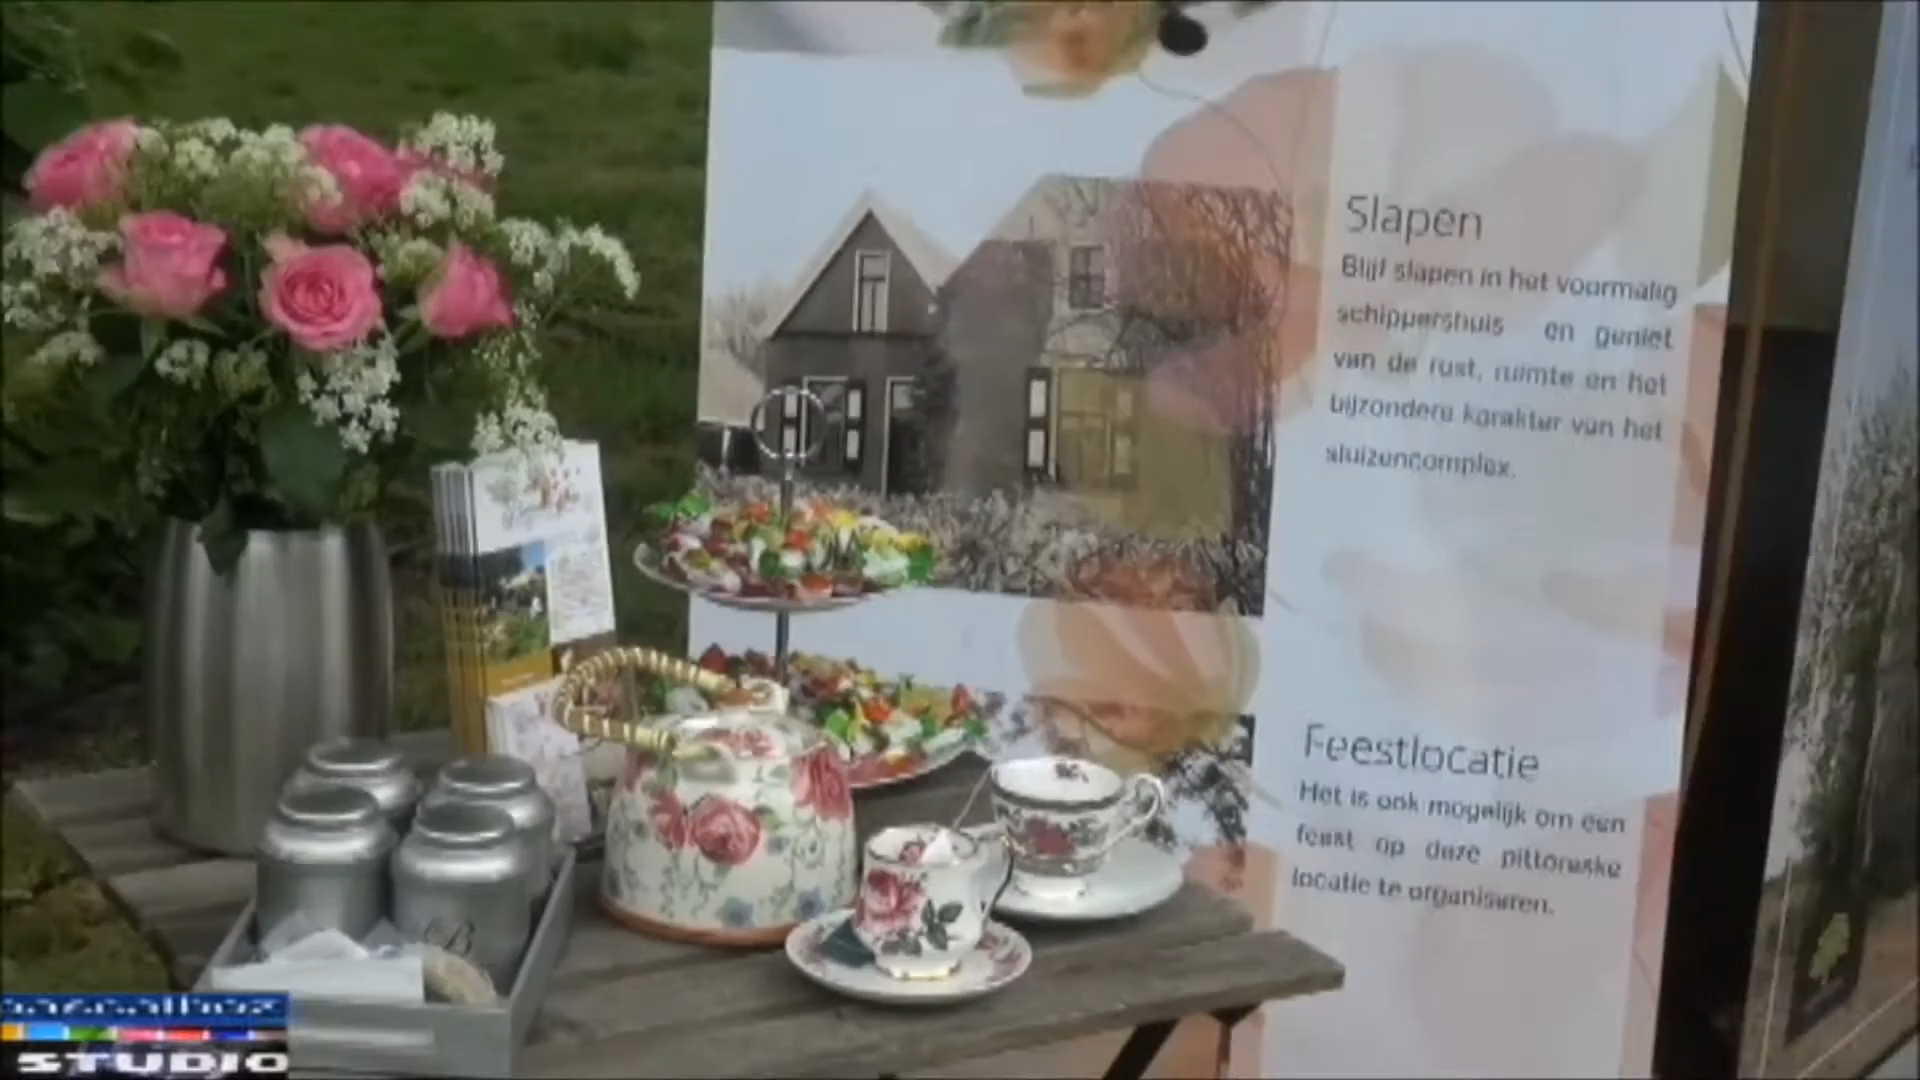 Slapen
Blijf slapen in het voormalig
schippershuis en geniet
van de rust, ruimte en het
bijzondere karakter van het
sluizencomplex.
Feestlocatie
Het is ook mogelijk om een
feest op deze pittoreske
locatie te organiseren.
B
STUDIO